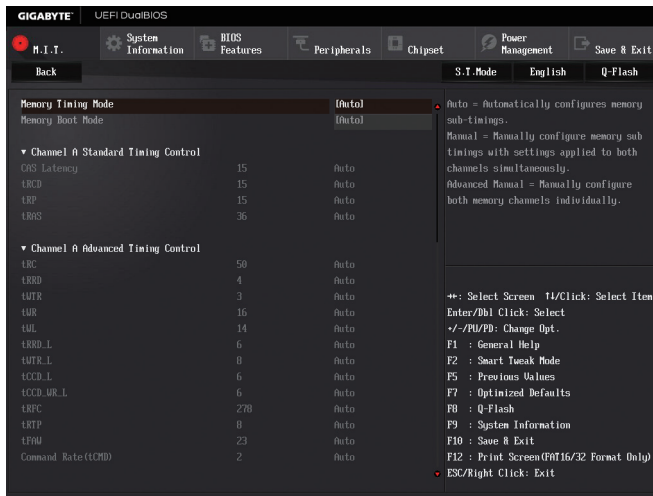 GIGABYTE™ UEFI DualBIOS
M.I.T. System Information BIOS Features Peripherals Chipset Power Management Save & Exit
Back S.T.Mode English Q-Flash
Memory Timing Mode [Auto]
Memory Boot Mode [Auto]
▼ Channel A Standard Timing Control
CAS Latency 15 Auto
tRCD 15 Auto
tRP 15 Auto
tRAS 36 Auto
▼ Channel A Advanced Timing Control
tRC 50 Auto
tRRD 4 Auto
tWTR 3 Auto
tWR 16 Auto
tWL 14 Auto
tRRD_L 6 Auto
tWTR_L 8 Auto
tCCD_L 6 Auto
tCCD_WR_L 6 Auto
tRFC 278 Auto
tRTP 8 Auto
tFAW 23 Auto
Command Rate(tCMD) 2 Auto
Auto = Automatically configures memory
sub-timings.
Manual = Manually configure memory sub
timings with settings applied to both
channels simultaneously.
Advanced Manual = Manually configure
both memory channels individually.
→←: Select Screen ↑↓/Click: Select Item
Enter/Dbl Click: Select
+/-/PU/PD: Change Opt.
F1 : General Help
F2 : Smart Tweak Mode
F5 : Previous Values
F7 : Optimized Defaults
F8 : Q-Flash
F9 : System Information
F10 : Save & Exit
F12 : Print Screen(FAT16/32 Format Only)
ESC/Right Click: Exit